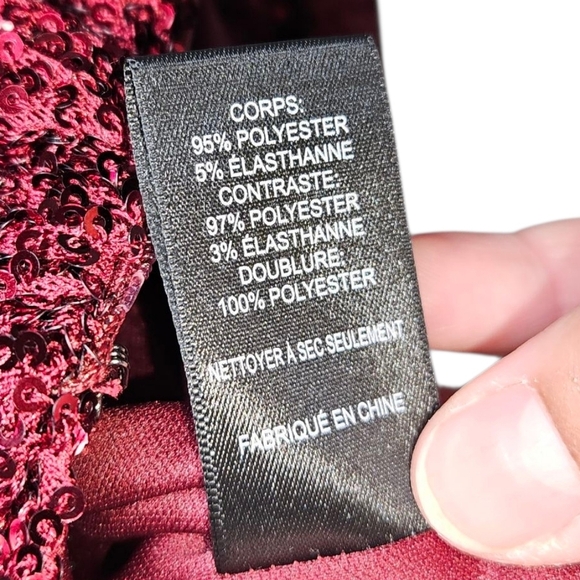 CORPS:
95% POLYESTER
5% ÉLASTHANNE
CONTRASTE:
97% POLYESTER
3% ÉLASTHANNE
DOUBLURE:
100% POLYESTER
NETTOYER À SEC SEULEMENT
FABRIQUÉ EN CHINE